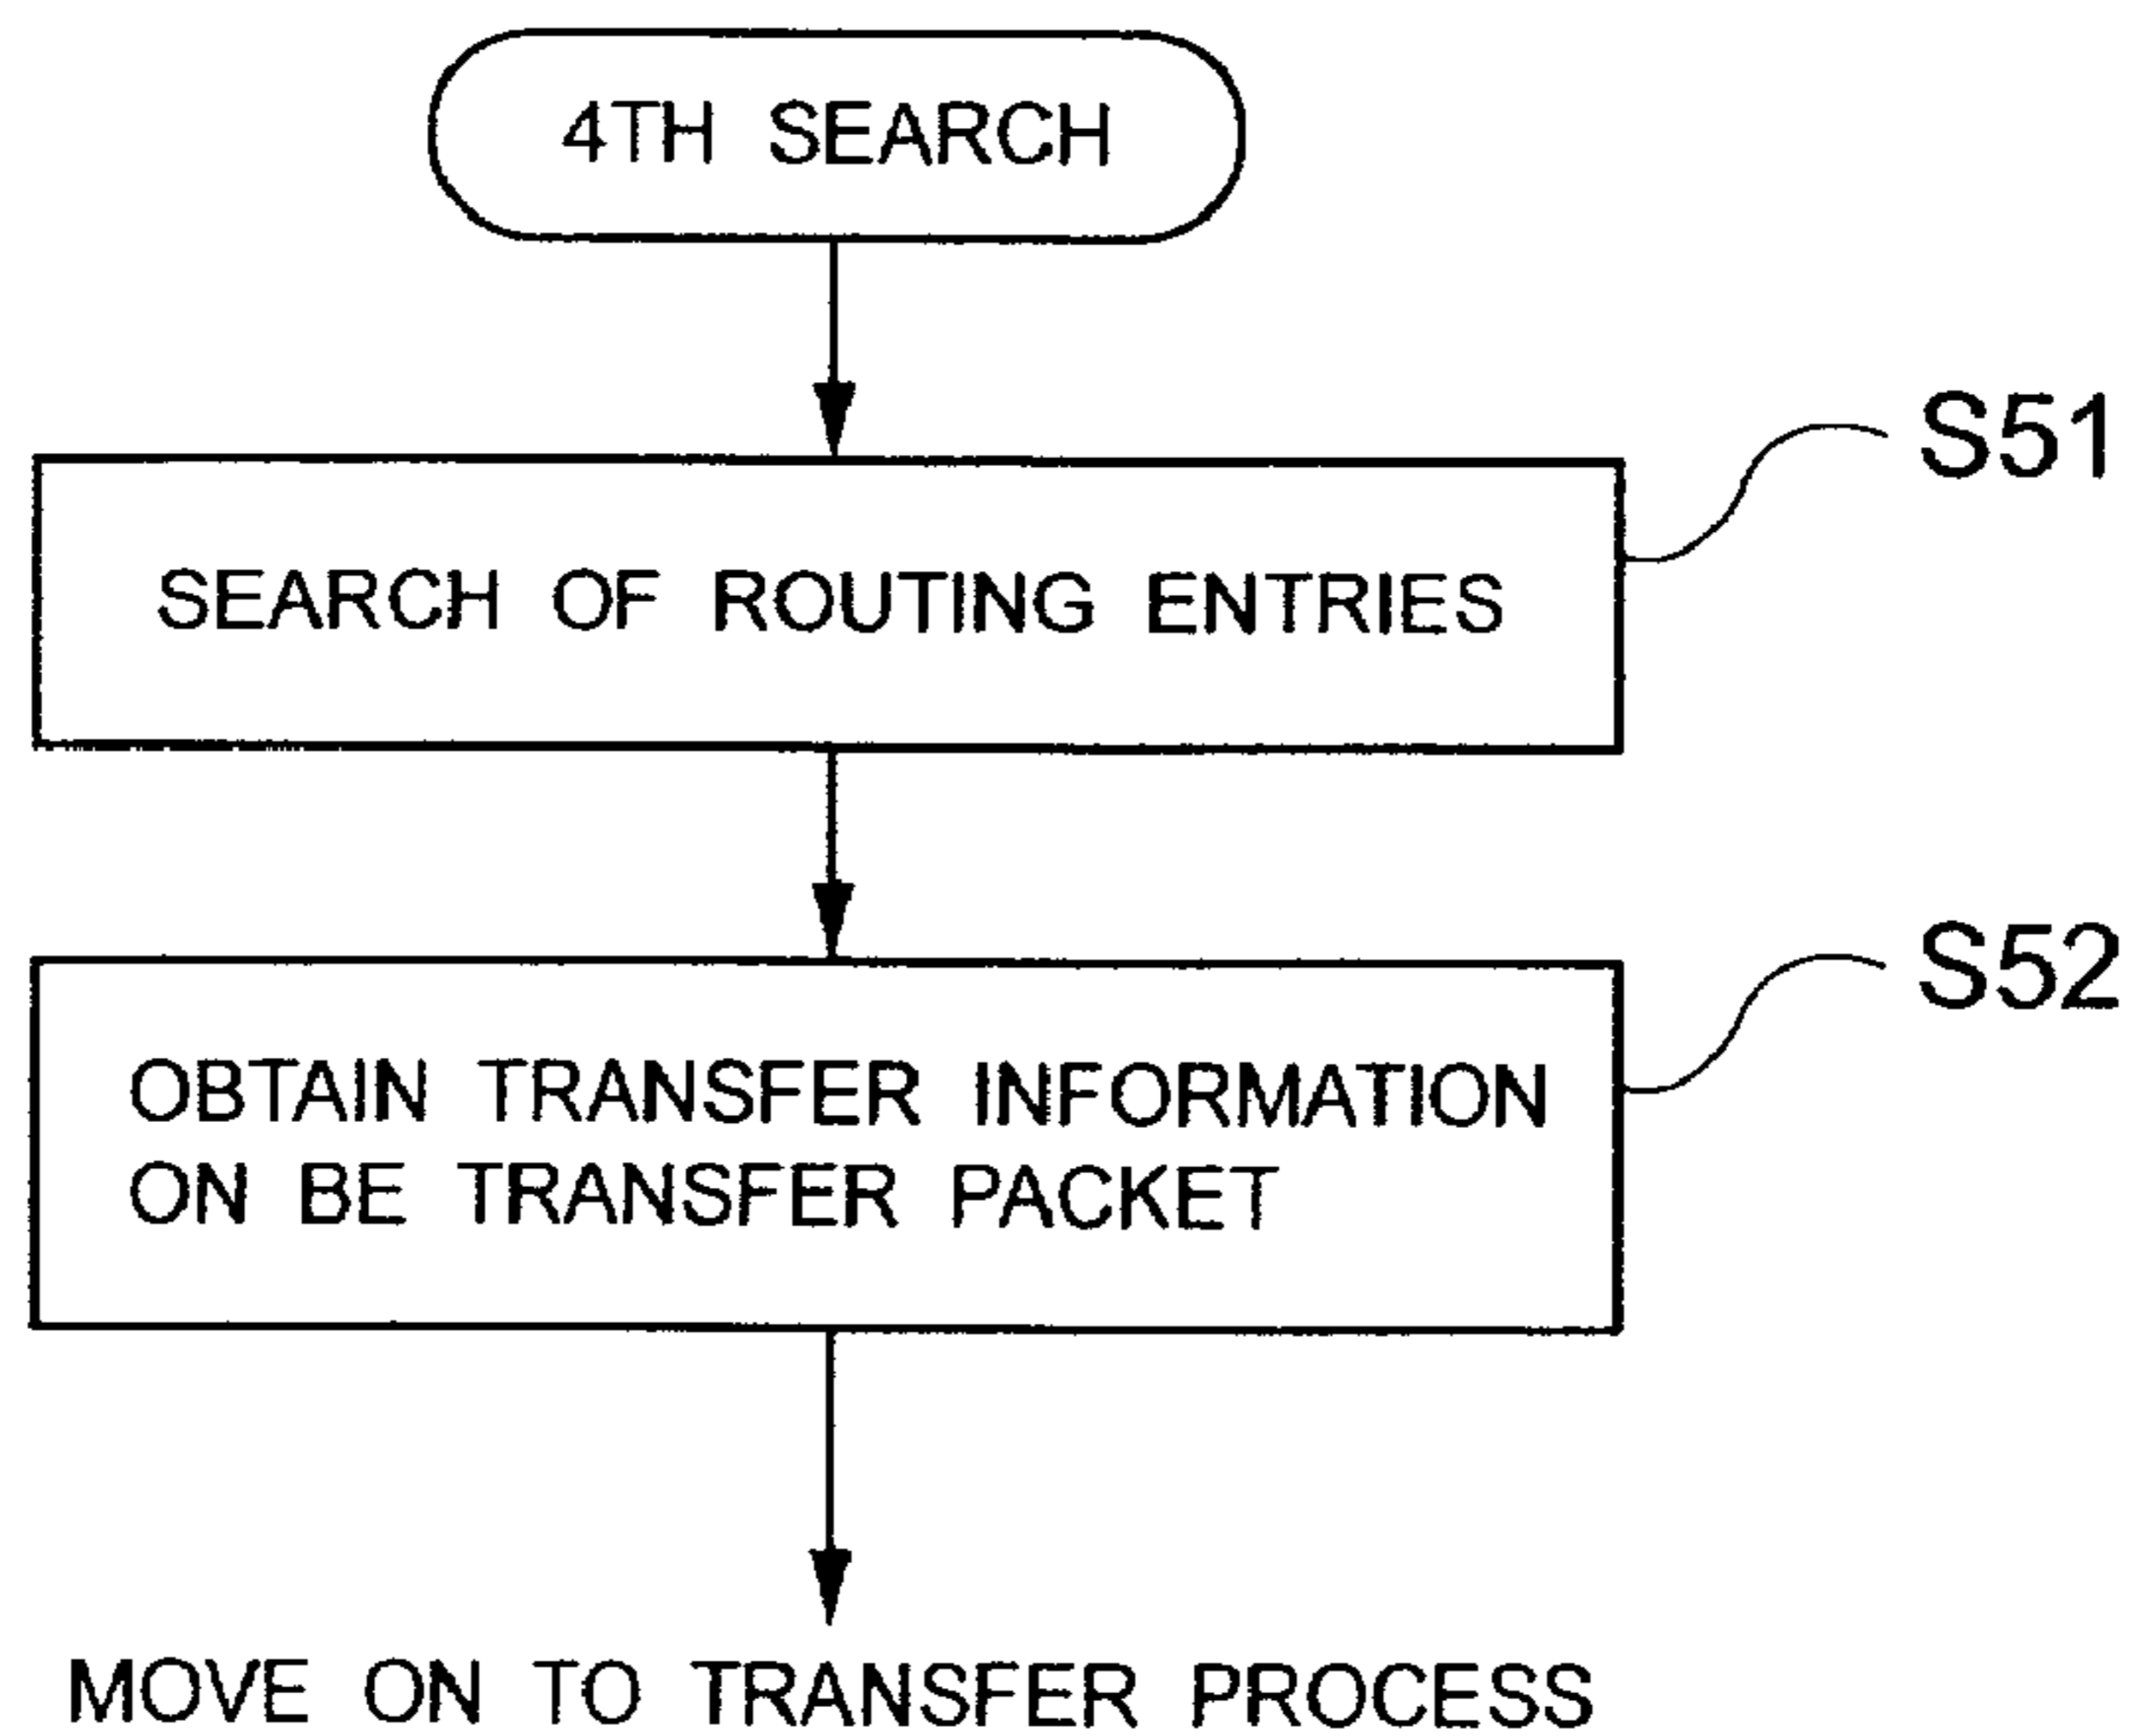 4TH SEARCH
S51
SEARCH OF ROUTING ENTRIES
S52
OBTAIN TRANSFER INFORMATION
ON BE TRANSFER PACKET
MOVE ON TO TRANSFER PROCESS